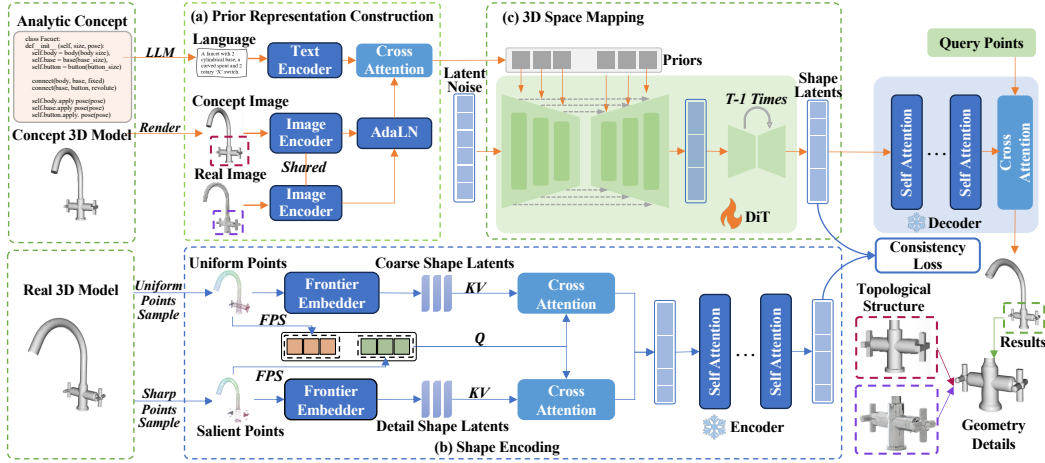 Analytic Concept
class Facuet:
def __init__ (self, size, pose):
self.body = body(body size),
self.base = base(base_size),
self.button = button(button_size)
connect(body, base, fixed)
connect(base, button, revolute)
self.body.apply pose(pose)
self.base.apply pose(pose)
self.button.apply. pose(pose)
Concept 3D Model
LLM
Render
(a) Prior Representation Construction
Language
A faucet with 2
cylindrical base, a
curved spout and 2
rotary 'X' switch.
Text
Encoder
Cross
Attention
Concept Image
Image
Encoder
AdaLN
Shared
Real Image
Image
Encoder
(c) 3D Space Mapping
Latent
Noise
Priors
T-1 Times
Shape
Latents
DiT
Query Points
Self Attention
...
Self Attention
Cross
Attention
Decoder
Consistency
Loss
Real 3D Model
Uniform
Points
Sample
Sharp
Points
Sample
Uniform Points
Frontier
Embedder
Coarse Shape Latents
KV
Cross
Attention
FPS
Q
FPS
Frontier
Embedder
KV
Cross
Attention
Salient Points
Detail Shape Latents
Self Attention
...
Self Attention
Encoder
(b) Shape Encoding
Topological
Structure
Results
Geometry
Details